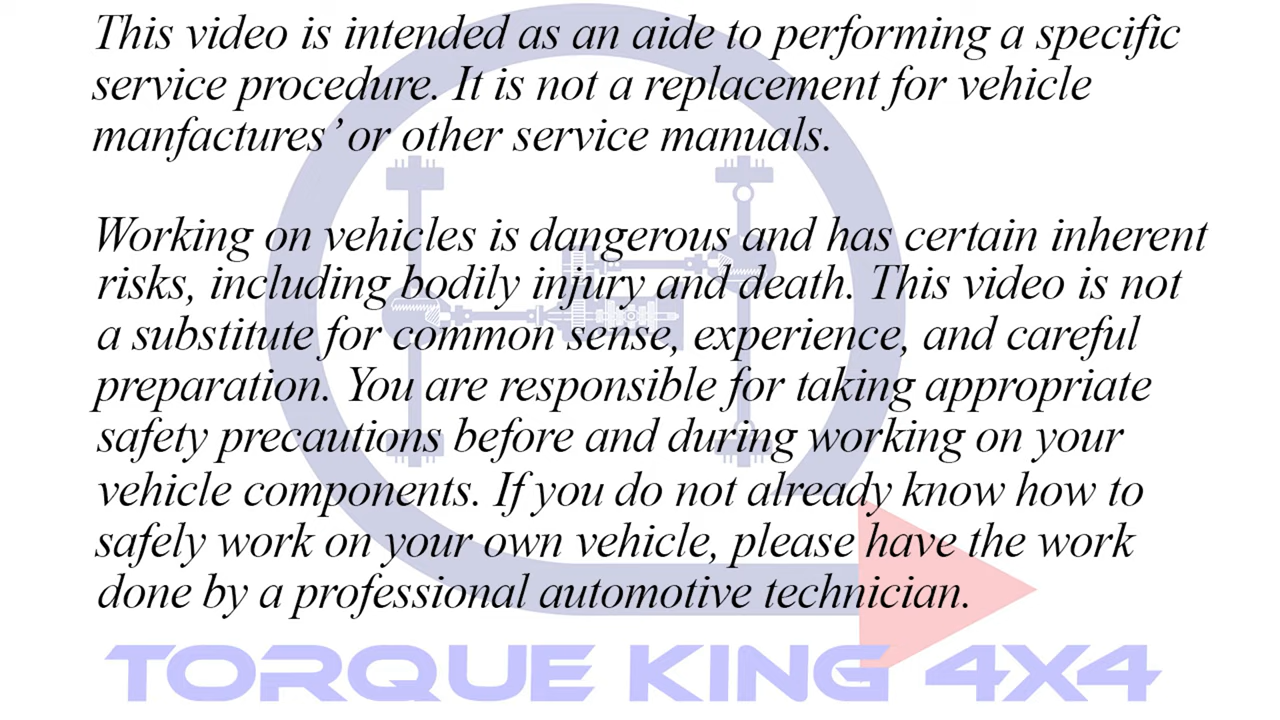 This video is intended as an aide to performing a specific
service procedure. It is not a replacement for vehicle
manfactures’ or other service manuals.
Working on vehicles is dangerous and has certain inherent
risks, including bodily injury and death. This video is not
a substitute for common sense, experience, and careful
preparation. You are responsible for taking appropriate
safety precautions before and during working on your
vehicle components. If you do not already know how to
safely work on your own vehicle, please have the work
done by a professional automotive technician.
TORQUE KING 4X4